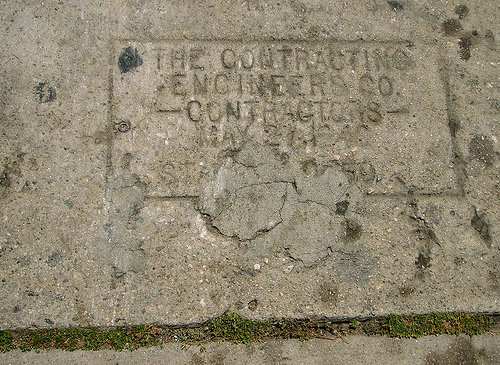 THE CONTRACTING
ENGINEERS CO.
—CONTRACTORS—
MAY